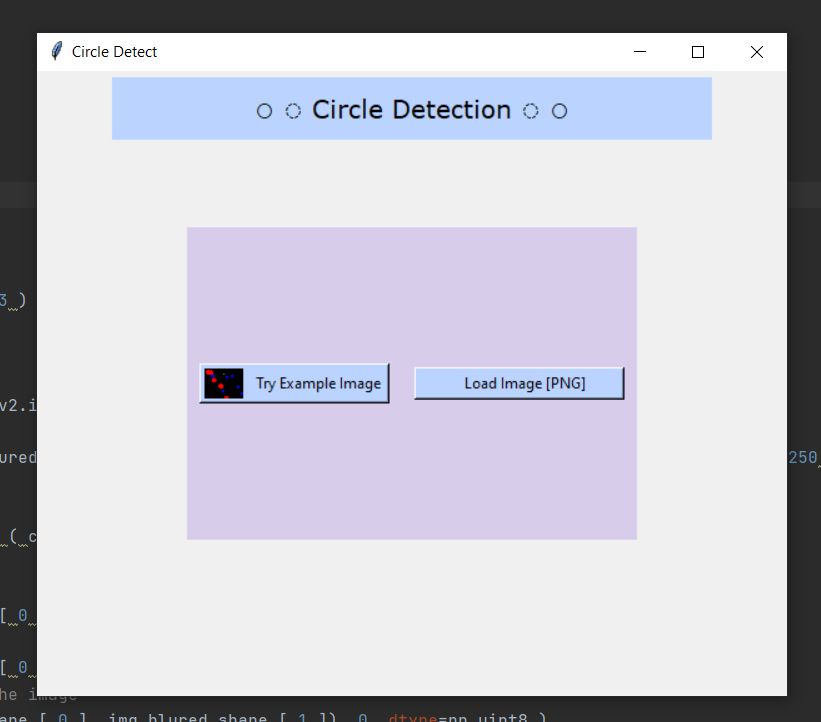 Circle Detect
○ ◌ Circle Detection ◌ ○
3 )
Try Example Image
Load Image [PNG]
v2.i
ured
250
( c
[ 0
[ 0
he image
ape [ 0 ], img_blured.shape [ 1 ]), 0, dtype=np.uint8 )